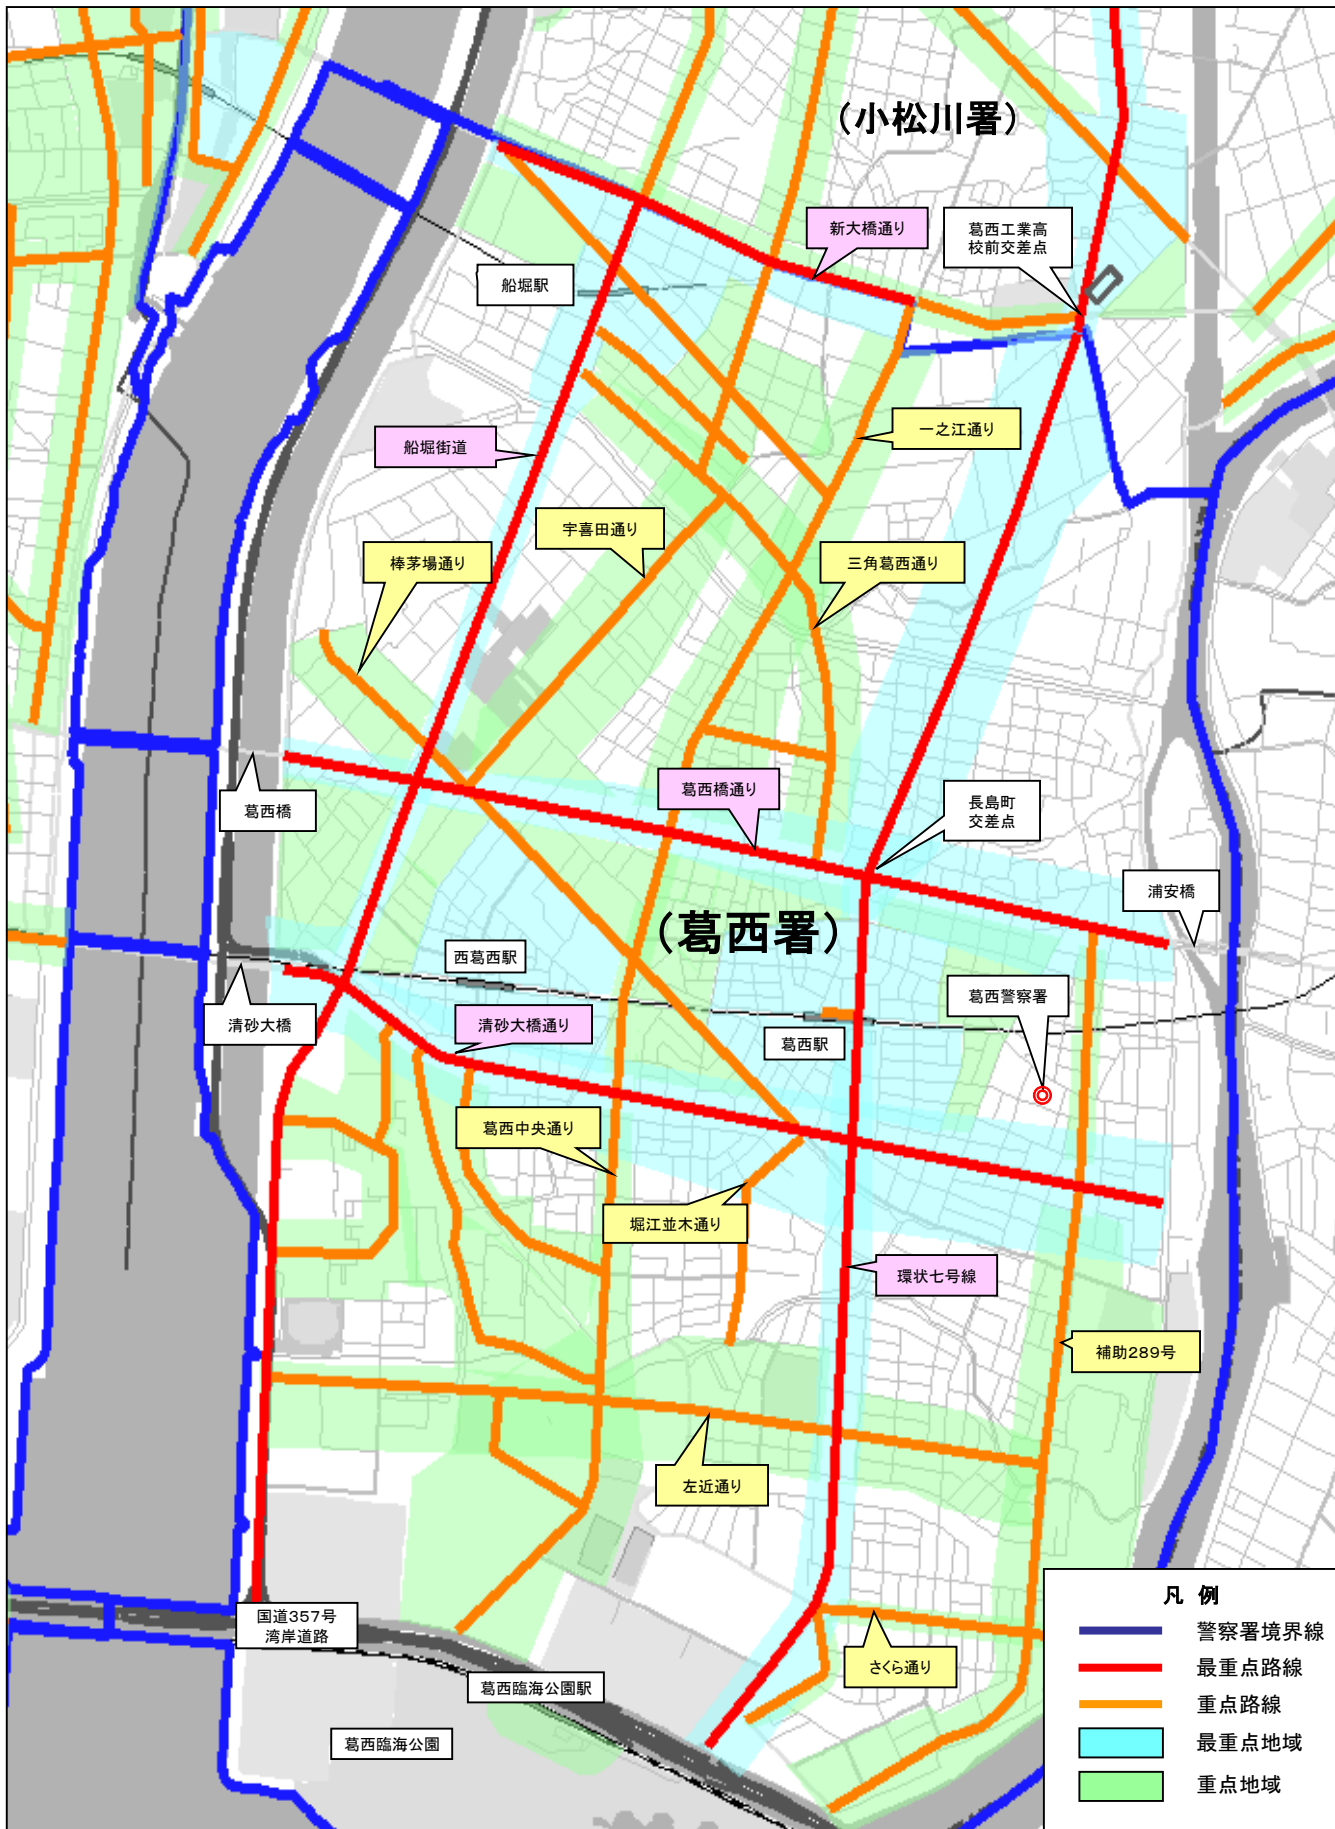 （小松川署）
新大橋通り
葛西工業高
校前交差点
船堀駅
一之江通り
船堀街道
宇喜田通り
棒茅場通り
三角葛西通り
葛西橋通り
長島町
交差点
葛西橋
浦安橋
（葛西署）
西葛西駅
葛西警察署
清砂大橋
清砂大橋通り
葛西駅
葛西中央通り
堀江並木通り
環状七号線
補助289号
左近通り
国道357号
湾岸道路
さくら通り
葛西臨海公園駅
葛西臨海公園
凡 例
警察署境界線
最重点路線
重点路線
最重点地域
重点地域